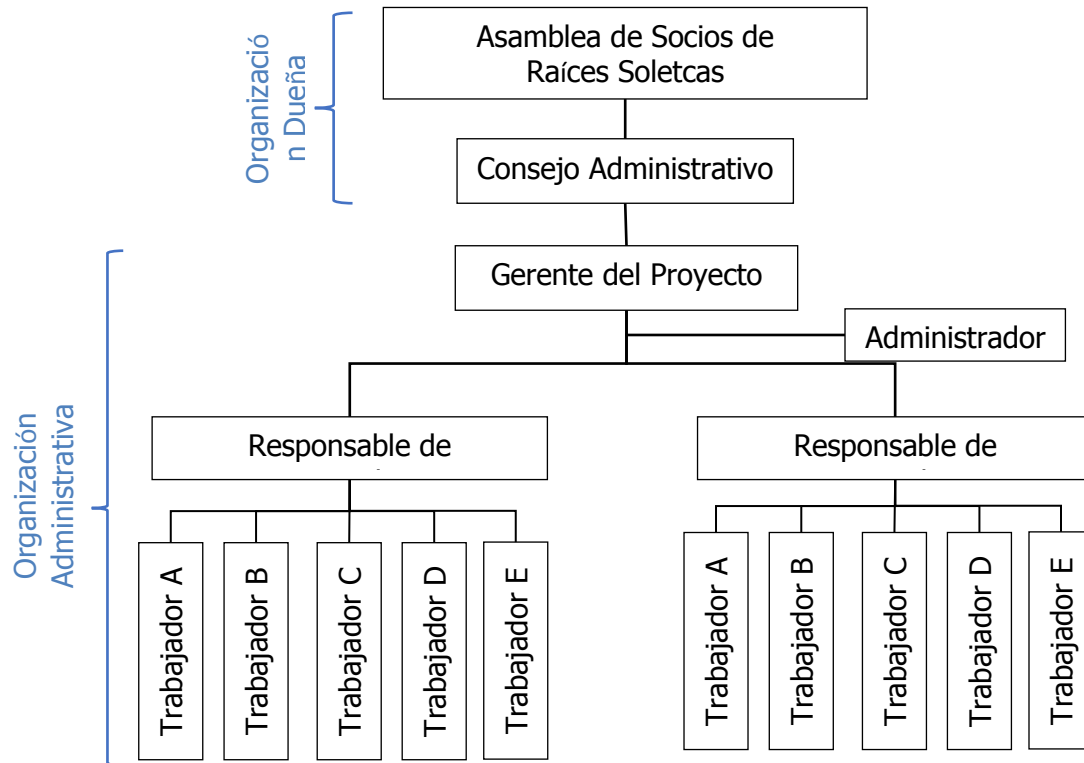 Organizació
n Dueña
Asamblea de Socios de
Raíces Soletcas
Consejo Administrativo
Organización
Administrativa
Gerente del Proyecto
Administrador
Responsable de
Responsable de
Trabajador A
Trabajador B
Trabajador C
Trabajador D
Trabajador E
Trabajador A
Trabajador B
Trabajador C
Trabajador D
Trabajador E